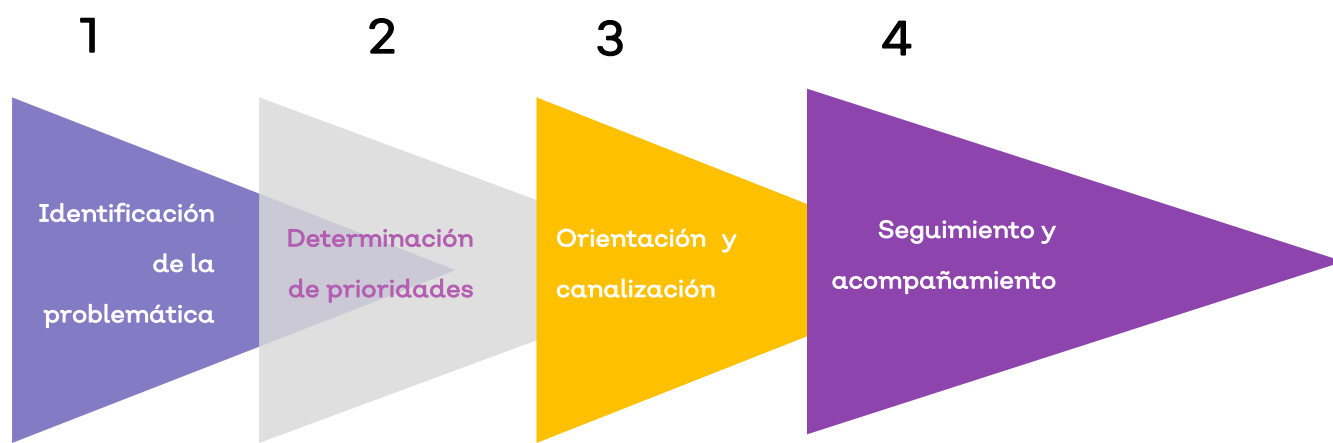 1
2
3
4
Identificación
de la
problemática
Determinación
de prioridades
Orientación y
canalización
Seguimiento y
acompañamiento